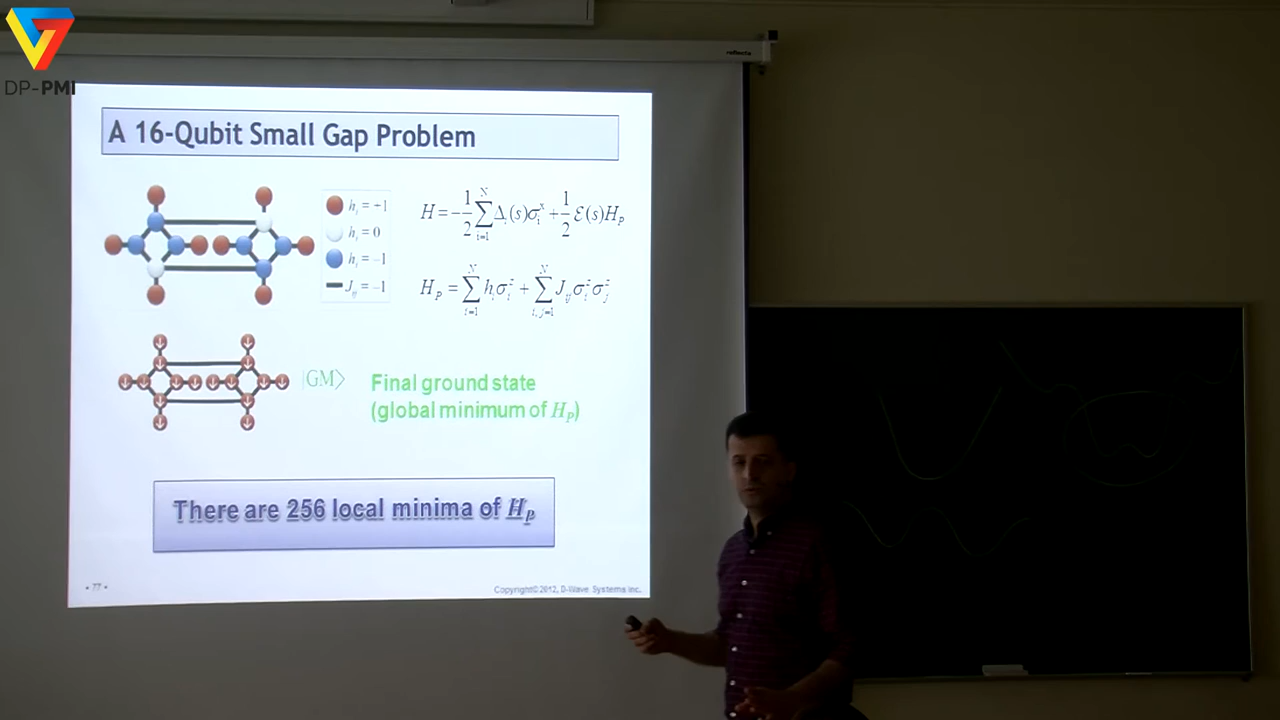 DP-PMI
reflecta
A 16-Qubit Small Gap Problem
h_i = +1
h_i = 0
h_i = −1
J_ij = −1
H = −1/2 ∑_{i=1}^{N} Δ_i(s)σ_i^x + 1/2 ℰ(s)H_P
H_P = ∑_{i=1}^{N} h_i σ_i^z + ∑_{i,j=1}^{N} J_ij σ_i^z σ_j^z
|GM⟩
Final ground state
(global minimum of H_P)
There are 256 local minima of H_P
• 77 •
Copyright©2012, D-Wave Systems Inc.